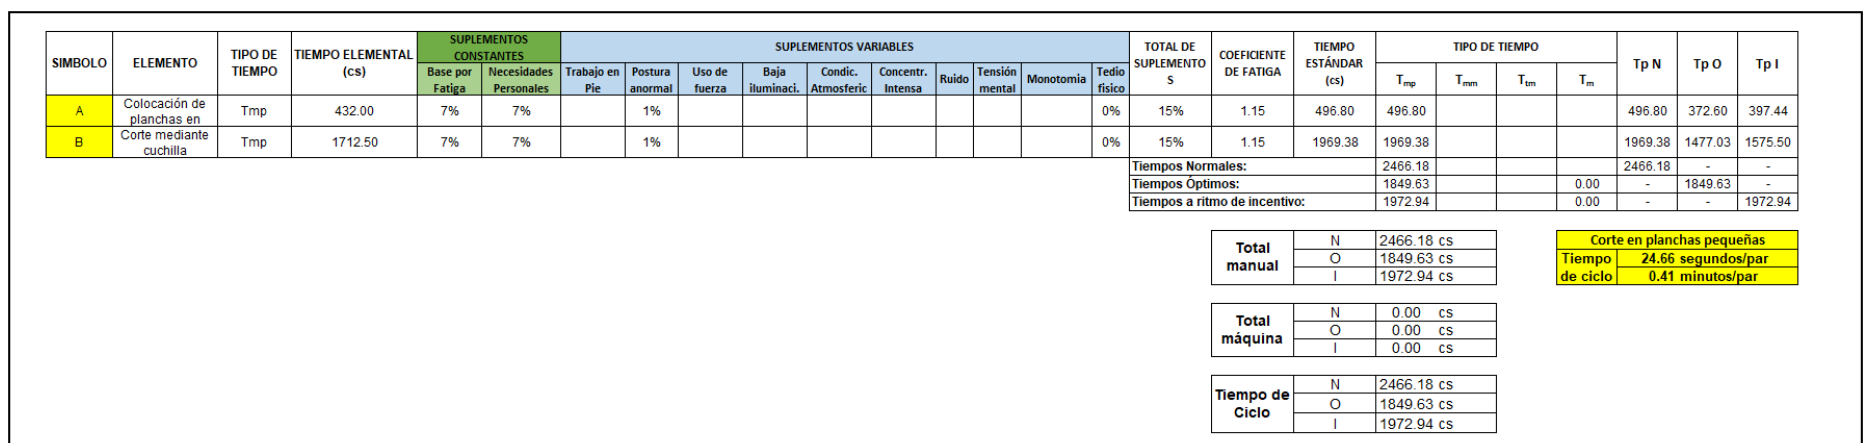 SIMBOLO ELEMENTO TIPO DE TIEMPO TIEMPO ELEMENTAL (cs) SUPLEMENTOS CONSTANTES SUPLEMENTOS VARIABLES TOTAL DE SUPLEMENTO S COEFICIENTE DE FATIGA TIEMPO ESTÁNDAR (cs) TIPO DE TIEMPO Tp N Tp O Tp I
Base por Fatiga Necesidades Personales Trabajo en Pie Postura anormal Uso de fuerza Baja iluminaci. Condic. Atmosferic Concentr. Intensa Ruido Tensión mental Monotomia Tedio fisico Tmp Tmm Ttm Tm
A Colocación de planchas en Tmp 432.00 7% 7% 1% 0% 15% 1.15 496.80 496.80 496.80 372.60 397.44
B Corte mediante cuchilla Tmp 1712.50 7% 7% 1% 0% 15% 1.15 1969.38 1969.38 1969.38 1477.03 1575.50
Tiempos Normales: 2466.18 2466.18 - -
Tiempos Óptimos: 1849.63 0.00 - 1849.63 -
Tiempos a ritmo de incentivo: 1972.94 0.00 - - 1972.94
Total manual
N 2466.18 cs
O 1849.63 cs
I 1972.94 cs
Corte en planchas pequeñas
Tiempo de ciclo
24.66 segundos/par
0.41 minutos/par
Total máquina
N 0.00 cs
O 0.00 cs
I 0.00 cs
Tiempo de Ciclo
N 2466.18 cs
O 1849.63 cs
I 1972.94 cs